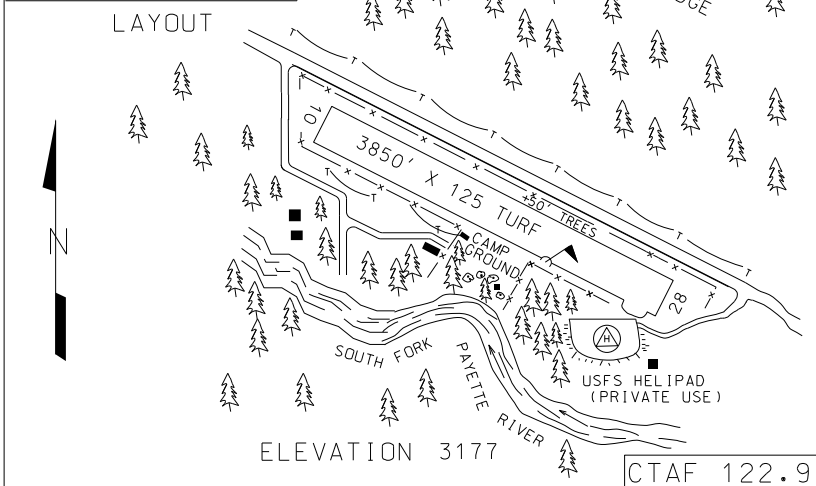 LAYOUT
10
3850' X 125 TURF
+50' TREES
CAMP
GROUND
28
N
H
SOUTH FORK
PAYETTE
RIVER
USFS HELIPAD
(PRIVATE USE)
ELEVATION 3177
CTAF 122.9